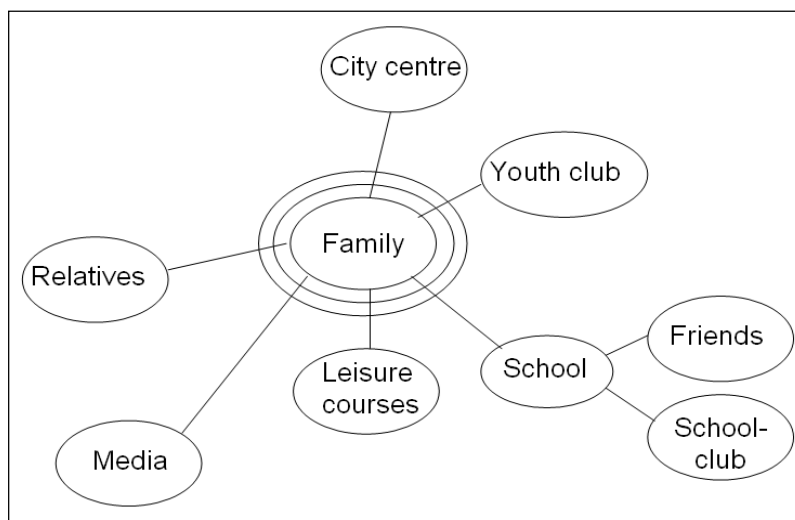 City centre
Youth club
Family
Relatives
Friends
School
Leisure
courses
School-
club
Media